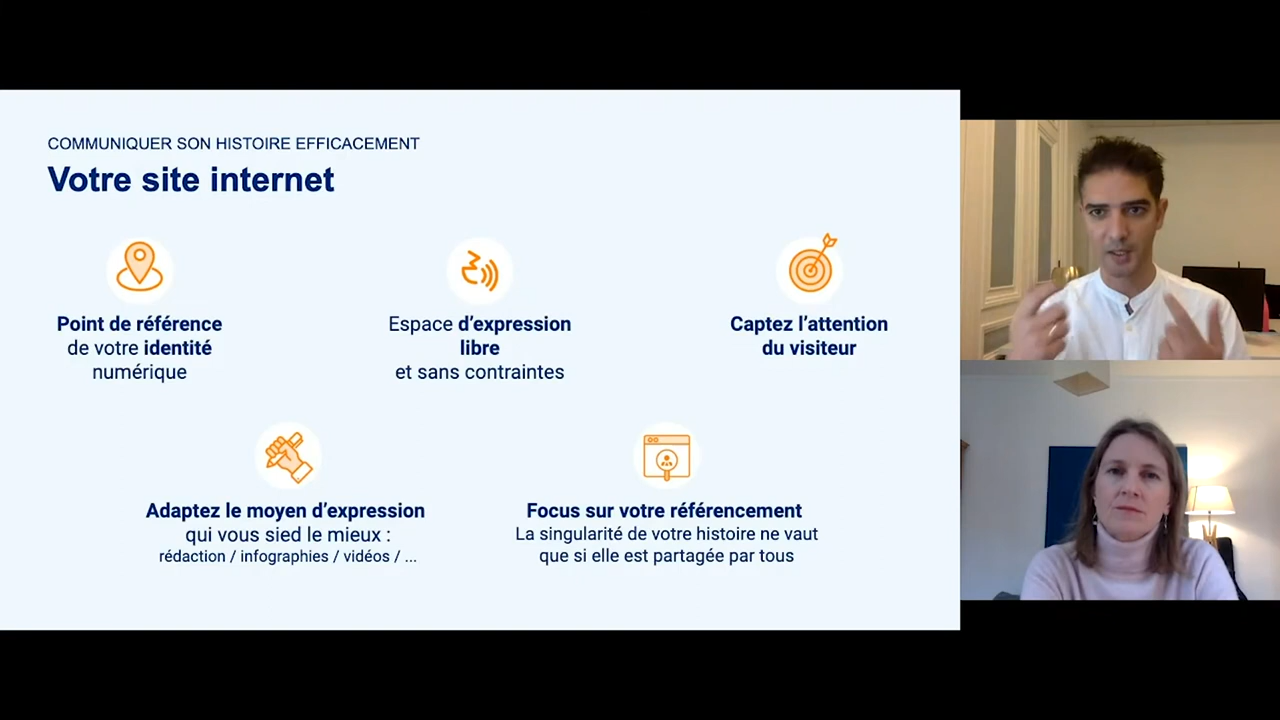 COMMUNIQUER SON HISTOIRE EFFICACEMENT
Votre site internet
Point de référence
de votre identité
numérique
Espace d’expression
libre
et sans contraintes
Captez l’attention
du visiteur
Adaptez le moyen d’expression
qui vous sied le mieux :
rédaction / infographies / vidéos / ...
Focus sur votre référencement
La singularité de votre histoire ne vaut
que si elle est partagée par tous